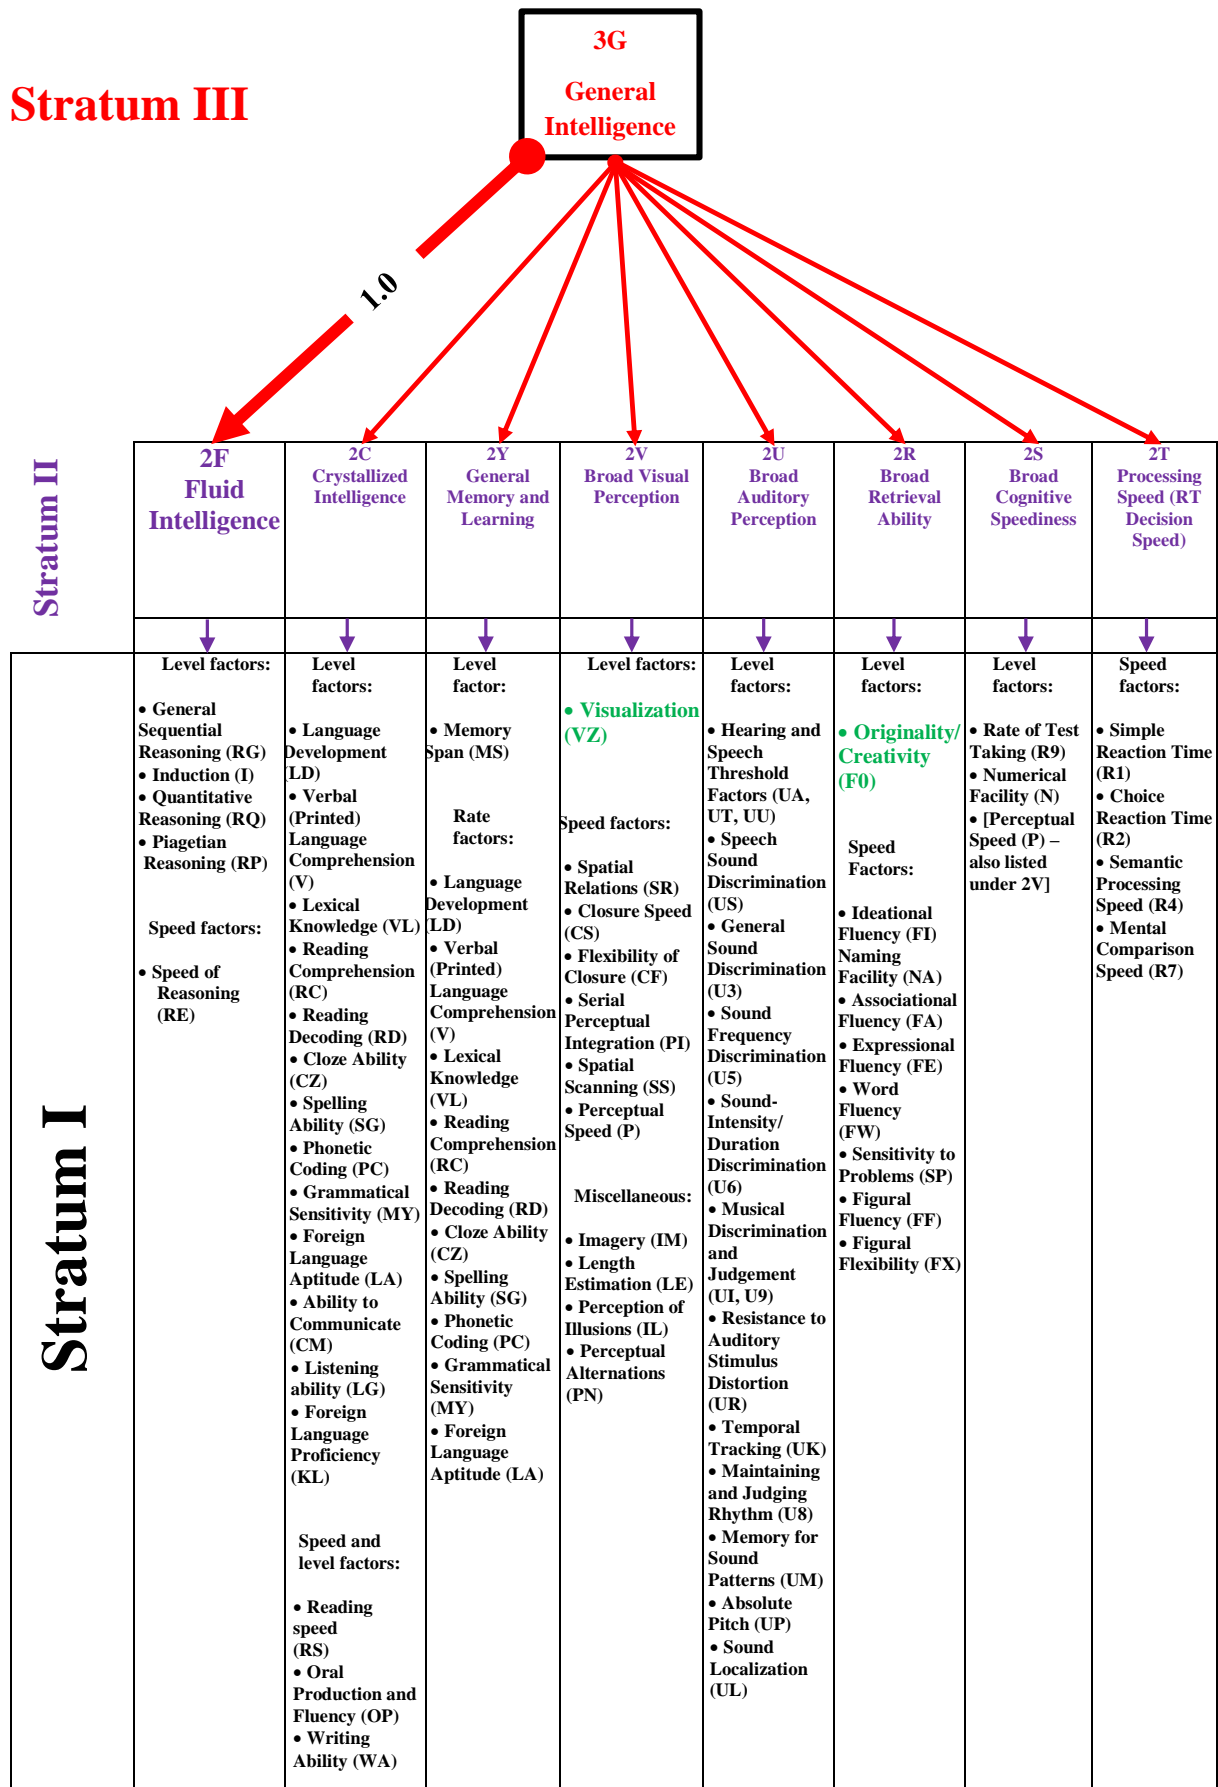 3G
General
Intelligence
Stratum III
1.0
Stratum II
2F
Fluid
Intelligence
2C
Crystallized
Intelligence
2Y
General
Memory and
Learning
2V
Broad Visual
Perception
2U
Broad
Auditory
Perception
2R
Broad
Retrieval
Ability
2S
Broad
Cognitive
Speediness
2T
Processing
Speed (RT
Decision
Speed)
Stratum I
Level factors:
• General
Sequential
Reasoning (RG)
• Induction (I)
• Quantitative
Reasoning (RQ)
• Piagetian
Reasoning (RP)
Speed factors:
• Speed of
Reasoning
(RE)
Level
factors:
• Language
Development
(LD)
• Verbal
(Printed)
Language
Comprehension
(V)
• Lexical
Knowledge (VL)
• Reading
Comprehension
(RC)
• Reading
Decoding (RD)
• Cloze Ability
(CZ)
• Spelling
Ability (SG)
• Phonetic
Coding (PC)
• Grammatical
Sensitivity (MY)
• Foreign
Language
Aptitude (LA)
• Ability to
Communicate
(CM)
• Listening
ability (LG)
• Foreign
Language
Proficiency
(KL)
Speed and
level factors:
• Reading
speed
(RS)
• Oral
Production and
Fluency (OP)
• Writing
Ability (WA)
Level
factor:
• Memory
Span (MS)
Rate
factors:
• Language
Development
(LD)
• Verbal
(Printed)
Language
Comprehension
(V)
• Lexical
Knowledge
(VL)
• Reading
Comprehension
(RC)
• Reading
Decoding (RD)
• Cloze Ability
(CZ)
• Spelling
Ability (SG)
• Phonetic
Coding (PC)
• Grammatical
Sensitivity
(MY)
• Foreign
Language
Aptitude (LA)
Level factors:
• Visualization
(VZ)
Speed factors:
• Spatial
Relations (SR)
• Closure Speed
(CS)
• Flexibility of
Closure (CF)
• Serial
Perceptual
Integration (PI)
• Spatial
Scanning (SS)
• Perceptual
Speed (P)
Miscellaneous:
• Imagery (IM)
• Length
Estimation (LE)
• Perception of
Illusions (IL)
• Perceptual
Alternations
(PN)
Level
factors:
• Hearing and
Speech
Threshold
Factors (UA,
UT, UU)
• Speech
Sound
Discrimination
(US)
• General
Sound
Discrimination
(U3)
• Sound
Frequency
Discrimination
(U5)
• Sound-
Intensity/
Duration
Discrimination
(U6)
• Musical
Discrimination
and
Judgement
(UI, U9)
• Resistance to
Auditory
Stimulus
Distortion
(UR)
• Temporal
Tracking (UK)
• Maintaining
and Judging
Rhythm (U8)
• Memory for
Sound
Patterns (UM)
• Absolute
Pitch (UP)
• Sound
Localization
(UL)
Level
factors:
• Originality/
Creativity
(F0)
Speed
Factors:
• Ideational
Fluency (FI)
Naming
Facility (NA)
• Associational
Fluency (FA)
• Expressional
Fluency (FE)
• Word
Fluency
(FW)
• Sensitivity to
Problems (SP)
• Figural
Fluency (FF)
• Figural
Flexibility (FX)
Level
factors:
• Rate of Test
Taking (R9)
• Numerical
Facility (N)
• [Perceptual
Speed (P) –
also listed
under 2V]
Speed
factors:
• Simple
Reaction Time
(R1)
• Choice
Reaction Time
(R2)
• Semantic
Processing
Speed (R4)
• Mental
Comparison
Speed (R7)